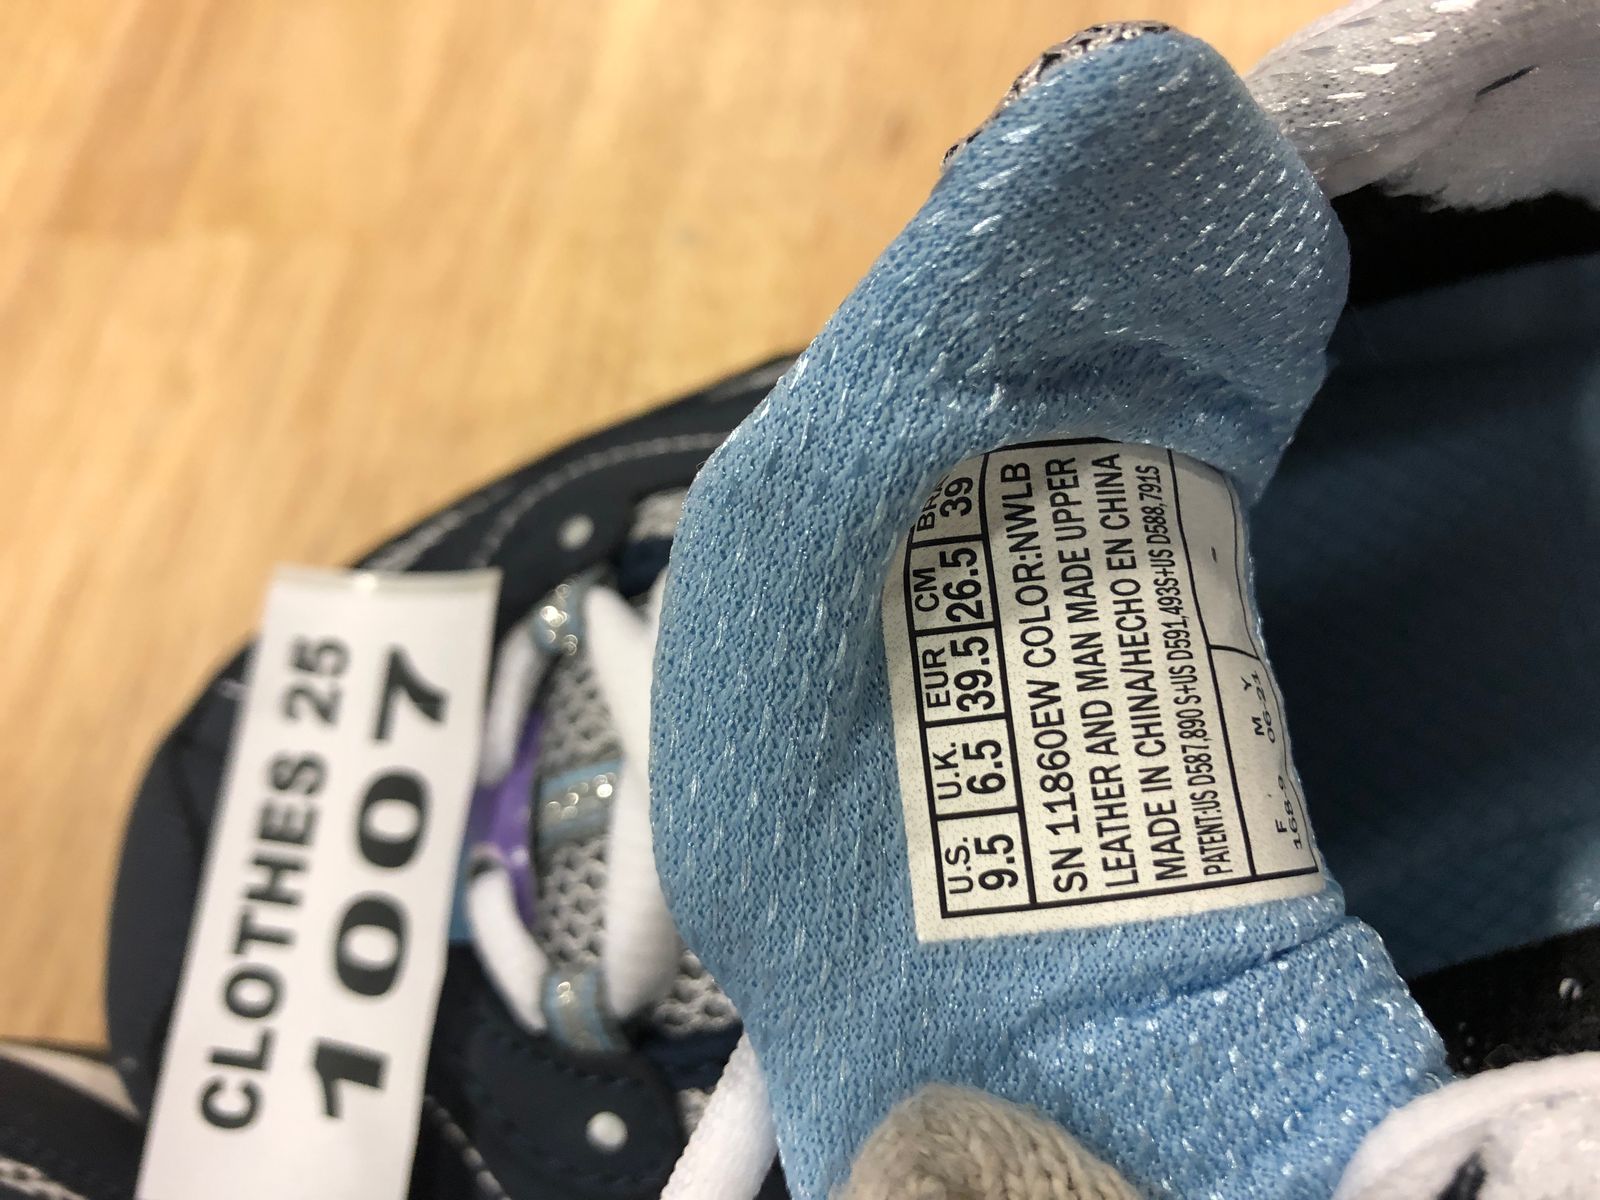 CLOTHES 25
1007
U.S. U.K. EUR CM
9.5 6.5 39.5 26.5 39
SN 11860EW COLOR:NWLB
LEATHER AND MAN MADE UPPER
MADE IN CHINA/HECHO EN CHINA
PATENT:US D587,890 S+US D591,493S+US D588,791S
F M Y
168-9 06-21